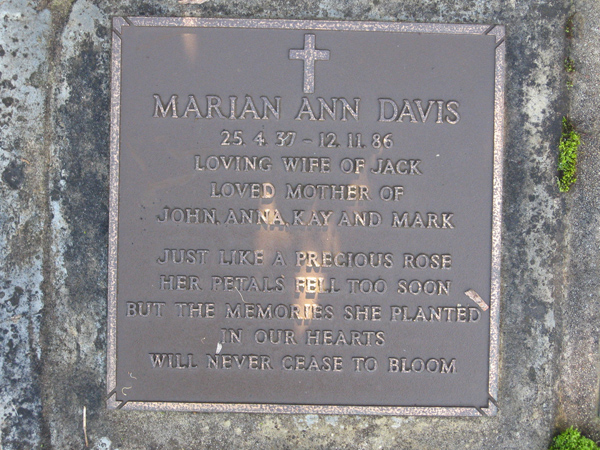 MARIAN ANN DAVIS
25. 4. 37 – 12. 11. 86
LOVING WIFE OF JACK
LOVED MOTHER OF
JOHN, ANNA, KAY AND MARK
JUST LIKE A PRECIOUS ROSE
HER PETALS FELL TOO SOON
BUT THE MEMORIES SHE PLANTED
IN OUR HEARTS
WILL NEVER CEASE TO BLOOM